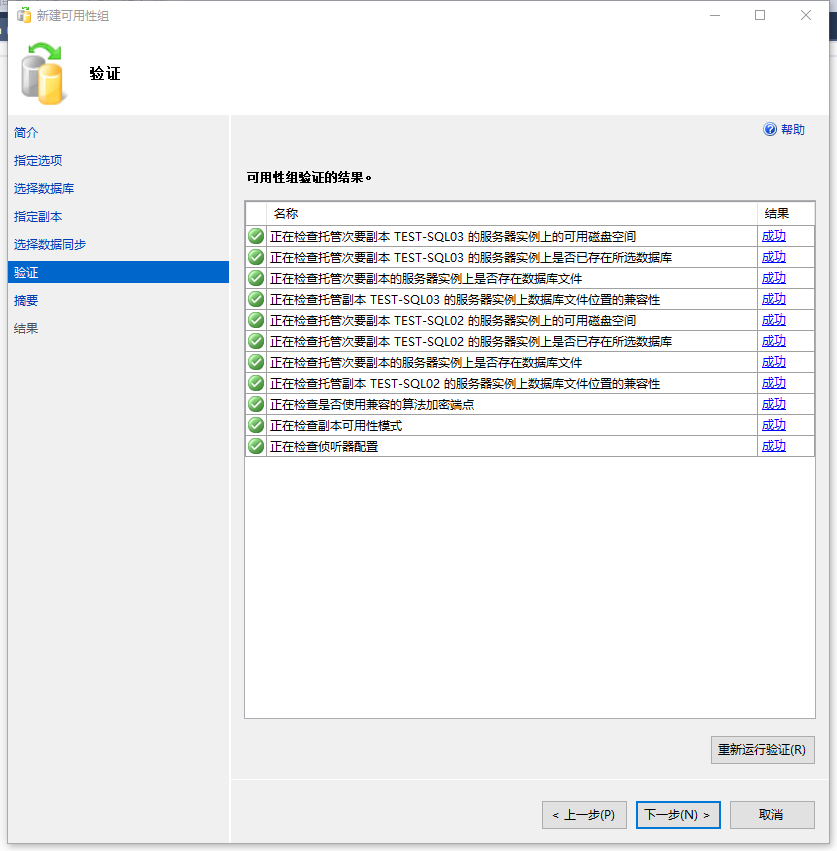 新建可用性组
验证
简介
指定选项
选择数据库
指定副本
选择数据同步
验证
摘要
结果
帮助
可用性组验证的结果。
名称 结果
正在检查托管次要副本 TEST-SQL03 的服务器实例上的可用磁盘空间 成功
正在检查托管次要副本 TEST-SQL03 的服务器实例上是否已存在所选数据库 成功
正在检查托管次要副本的服务器实例上是否存在数据库文件 成功
正在检查托管副本 TEST-SQL03 的服务器实例上数据库文件位置的兼容性 成功
正在检查托管次要副本 TEST-SQL02 的服务器实例上的可用磁盘空间 成功
正在检查托管次要副本 TEST-SQL02 的服务器实例上是否已存在所选数据库 成功
正在检查托管次要副本的服务器实例上是否存在数据库文件 成功
正在检查托管副本 TEST-SQL02 的服务器实例上数据库文件位置的兼容性 成功
正在检查是否使用兼容的算法加密端点 成功
正在检查副本可用性模式 成功
正在检查侦听器配置 成功
重新运行验证(R)
< 上一步(P) 下一步(N) > 取消